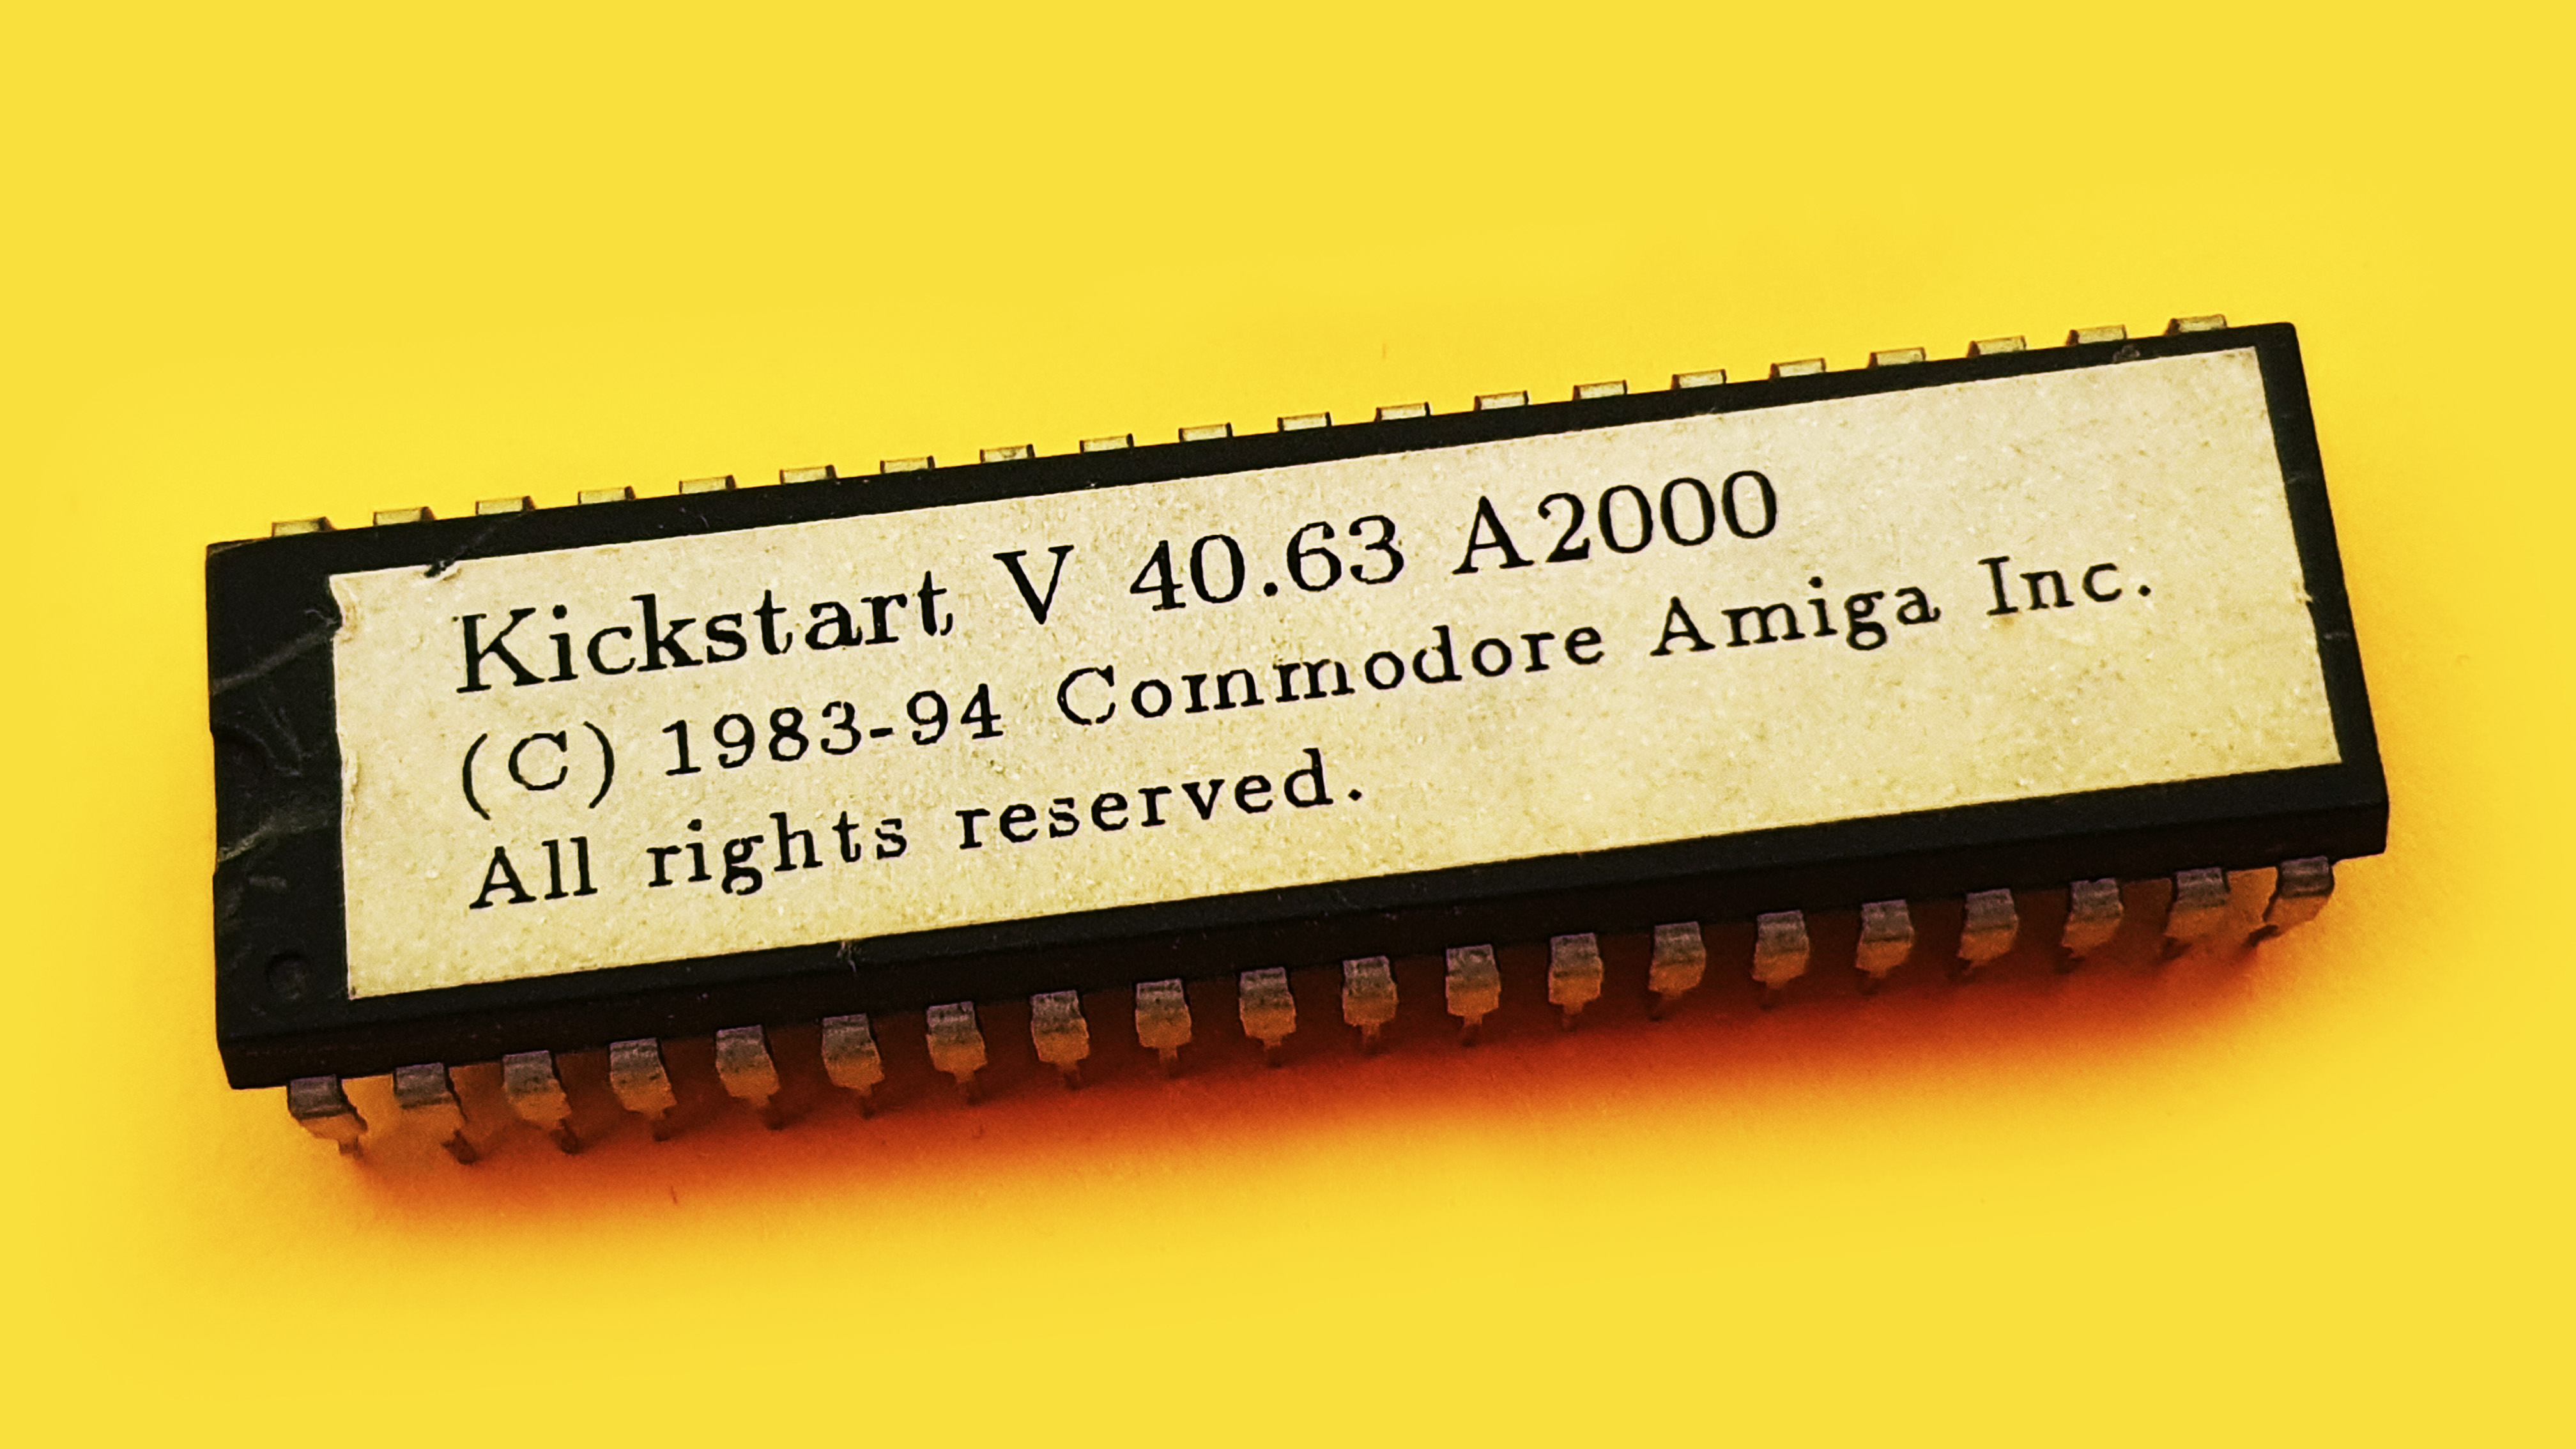 Kickstart V 40.63 A2000
(C) 1983-94 Commodore Amiga Inc.
All rights reserved.